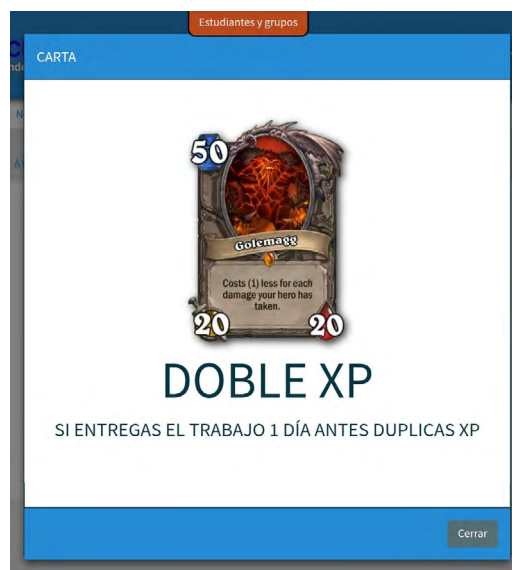 Estudiantes y grupos
CARTA
50
Golemagg
Costs (1) less for each
damage your hero has
taken.
20
20
DOBLE XP
SI ENTREGAS EL TRABAJO 1 DÍA ANTES DUPLICAS XP
Cerrar